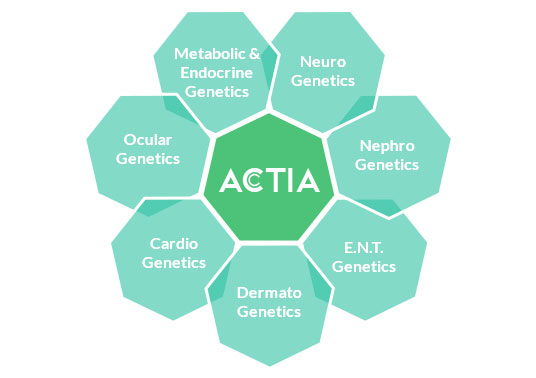 Metabolic &
Endocrine
Genetics
Neuro
Genetics
Ocular
Genetics
Nephro
Genetics
ACTIA
Cardio
Genetics
E.N.T.
Genetics
Dermato
Genetics